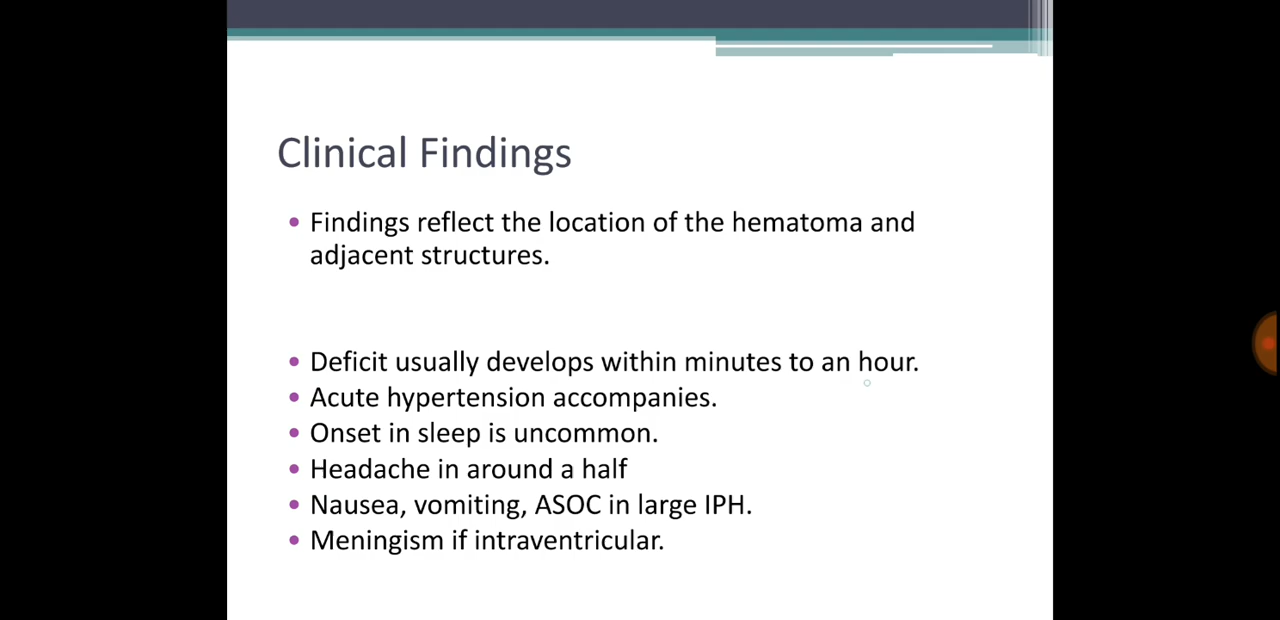 Clinical Findings
• Findings reflect the location of the hematoma and
adjacent structures.
• Deficit usually develops within minutes to an hour.
• Acute hypertension accompanies.
• Onset in sleep is uncommon.
• Headache in around a half
• Nausea, vomiting, ASOC in large IPH.
• Meningism if intraventricular.